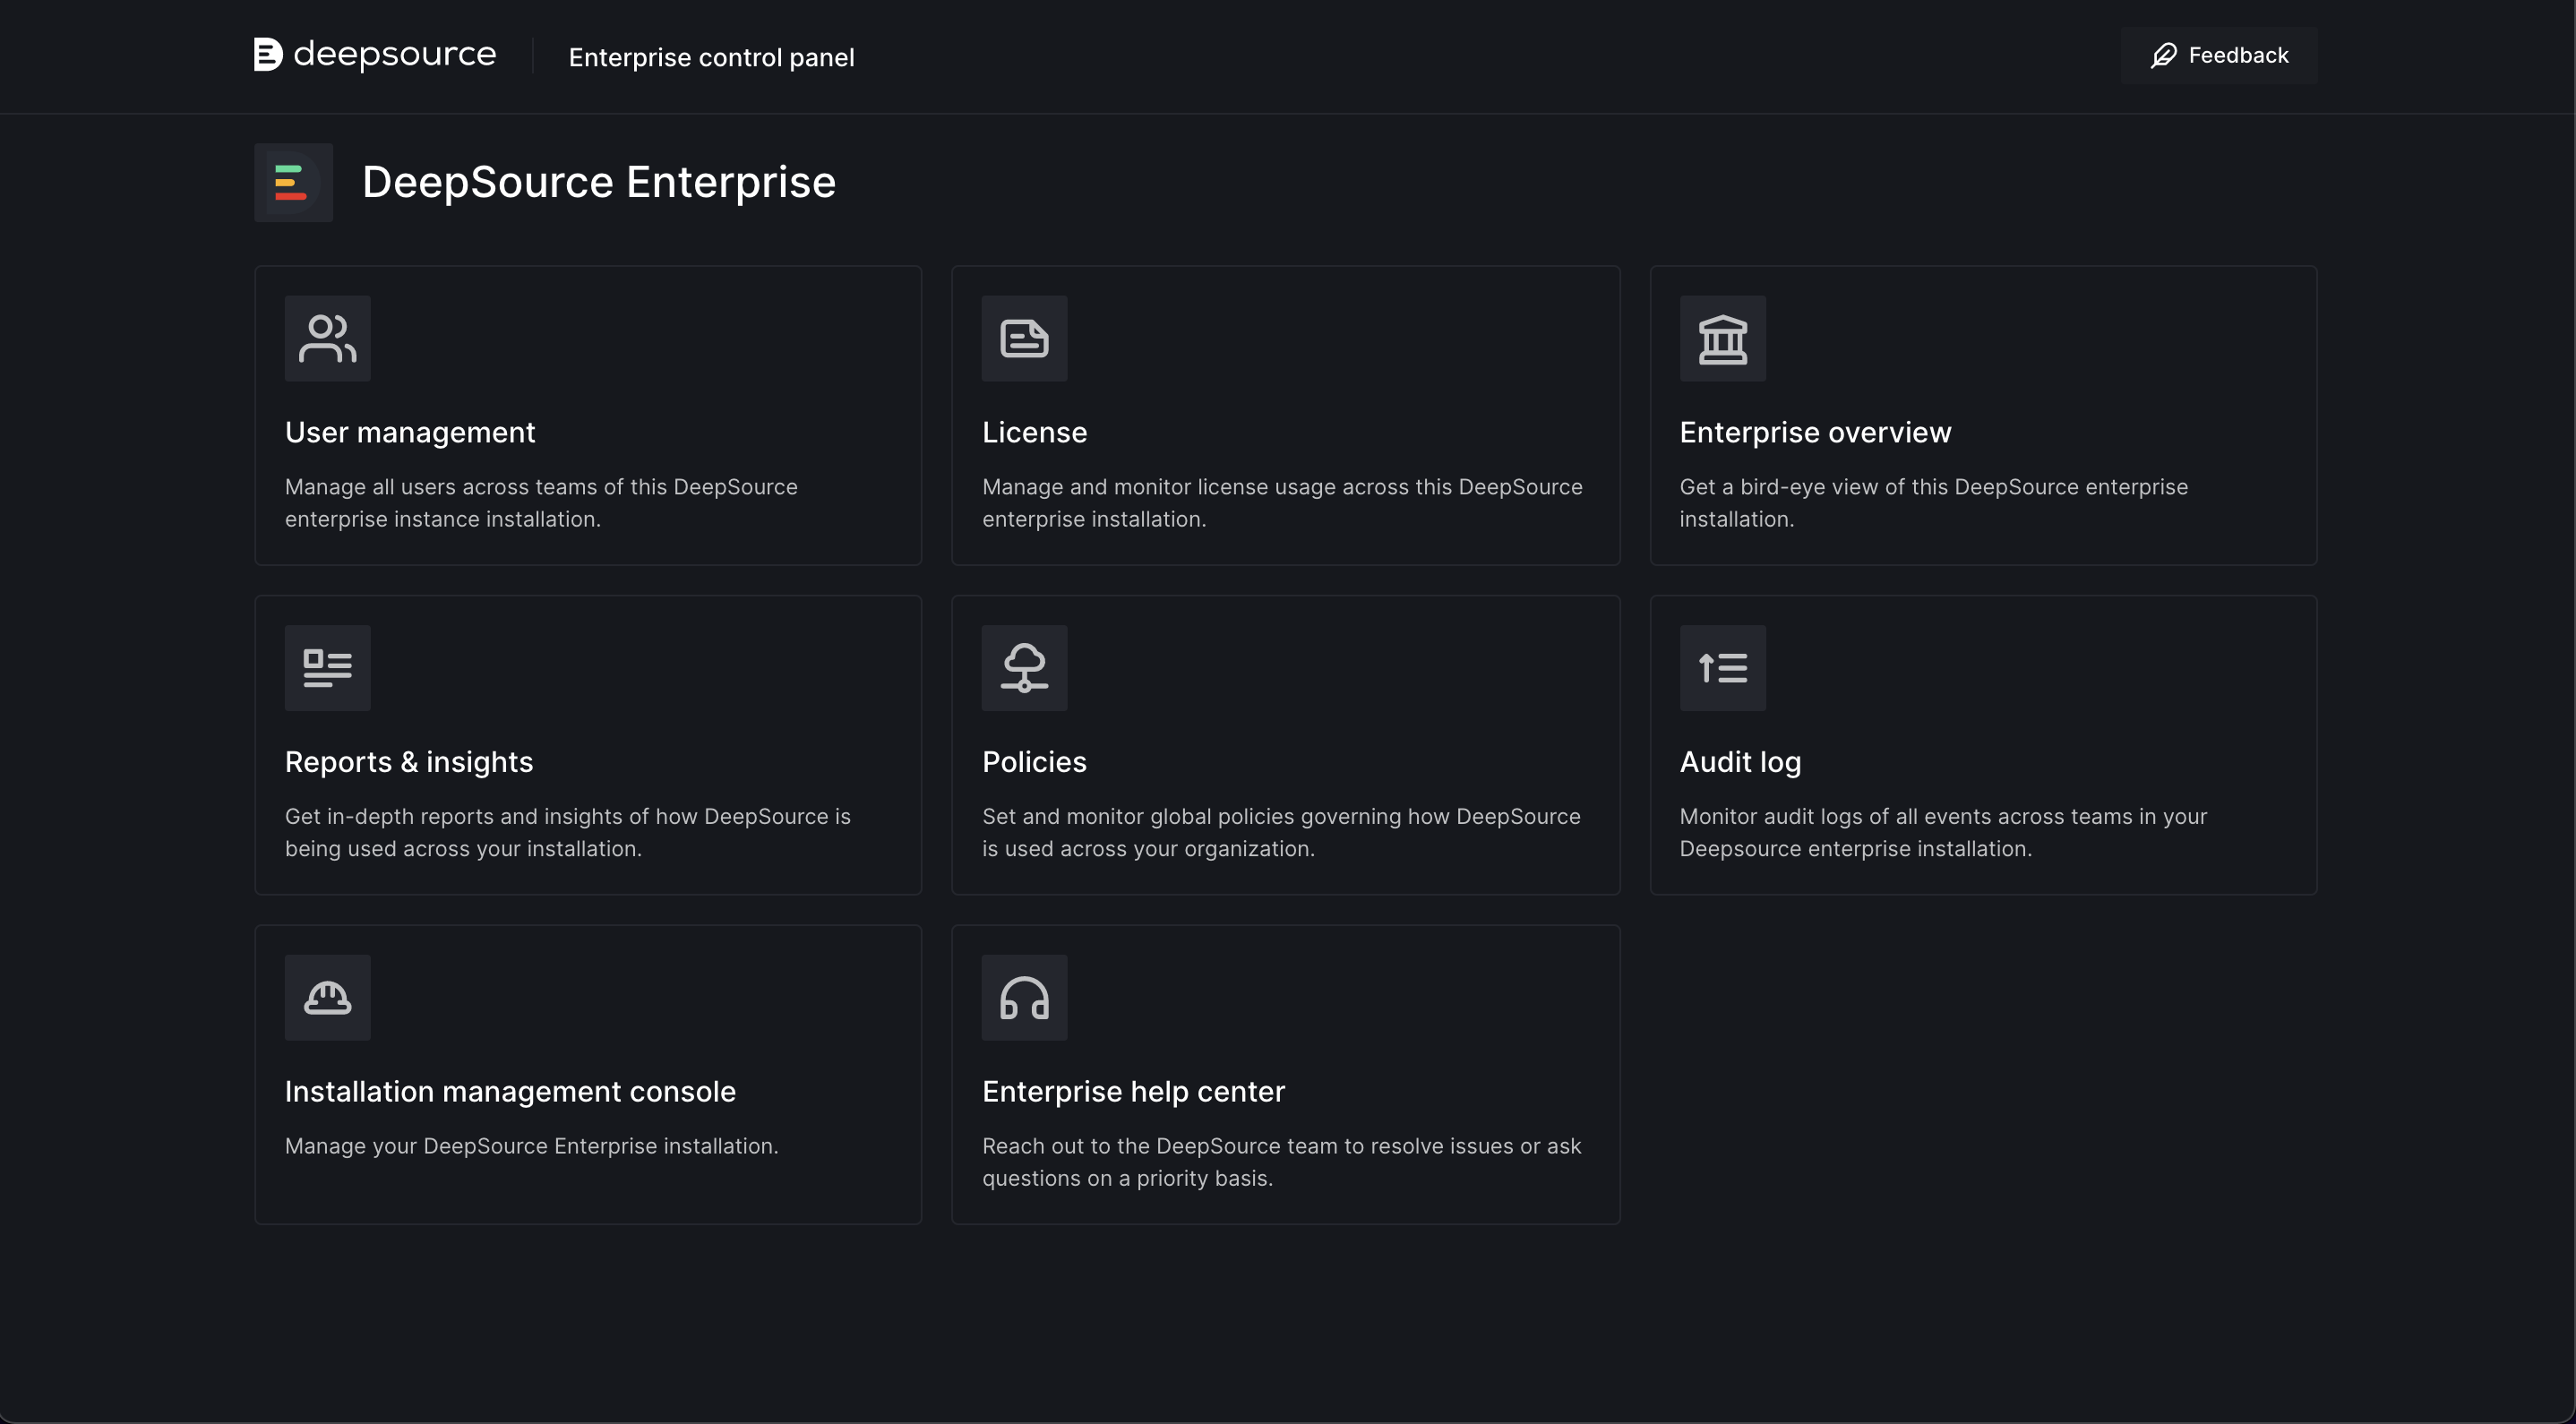 deepsource
Enterprise control panel
Feedback
DeepSource Enterprise
User management
Manage all users across teams of this DeepSource
enterprise instance installation.
License
Manage and monitor license usage across this DeepSource
enterprise installation.
Enterprise overview
Get a bird-eye view of this DeepSource enterprise
installation.
Reports & insights
Get in-depth reports and insights of how DeepSource is
being used across your installation.
Policies
Set and monitor global policies governing how DeepSource
is used across your organization.
Audit log
Monitor audit logs of all events across teams in your
Deepsource enterprise installation.
Installation management console
Manage your DeepSource Enterprise installation.
Enterprise help center
Reach out to the DeepSource team to resolve issues or ask
questions on a priority basis.